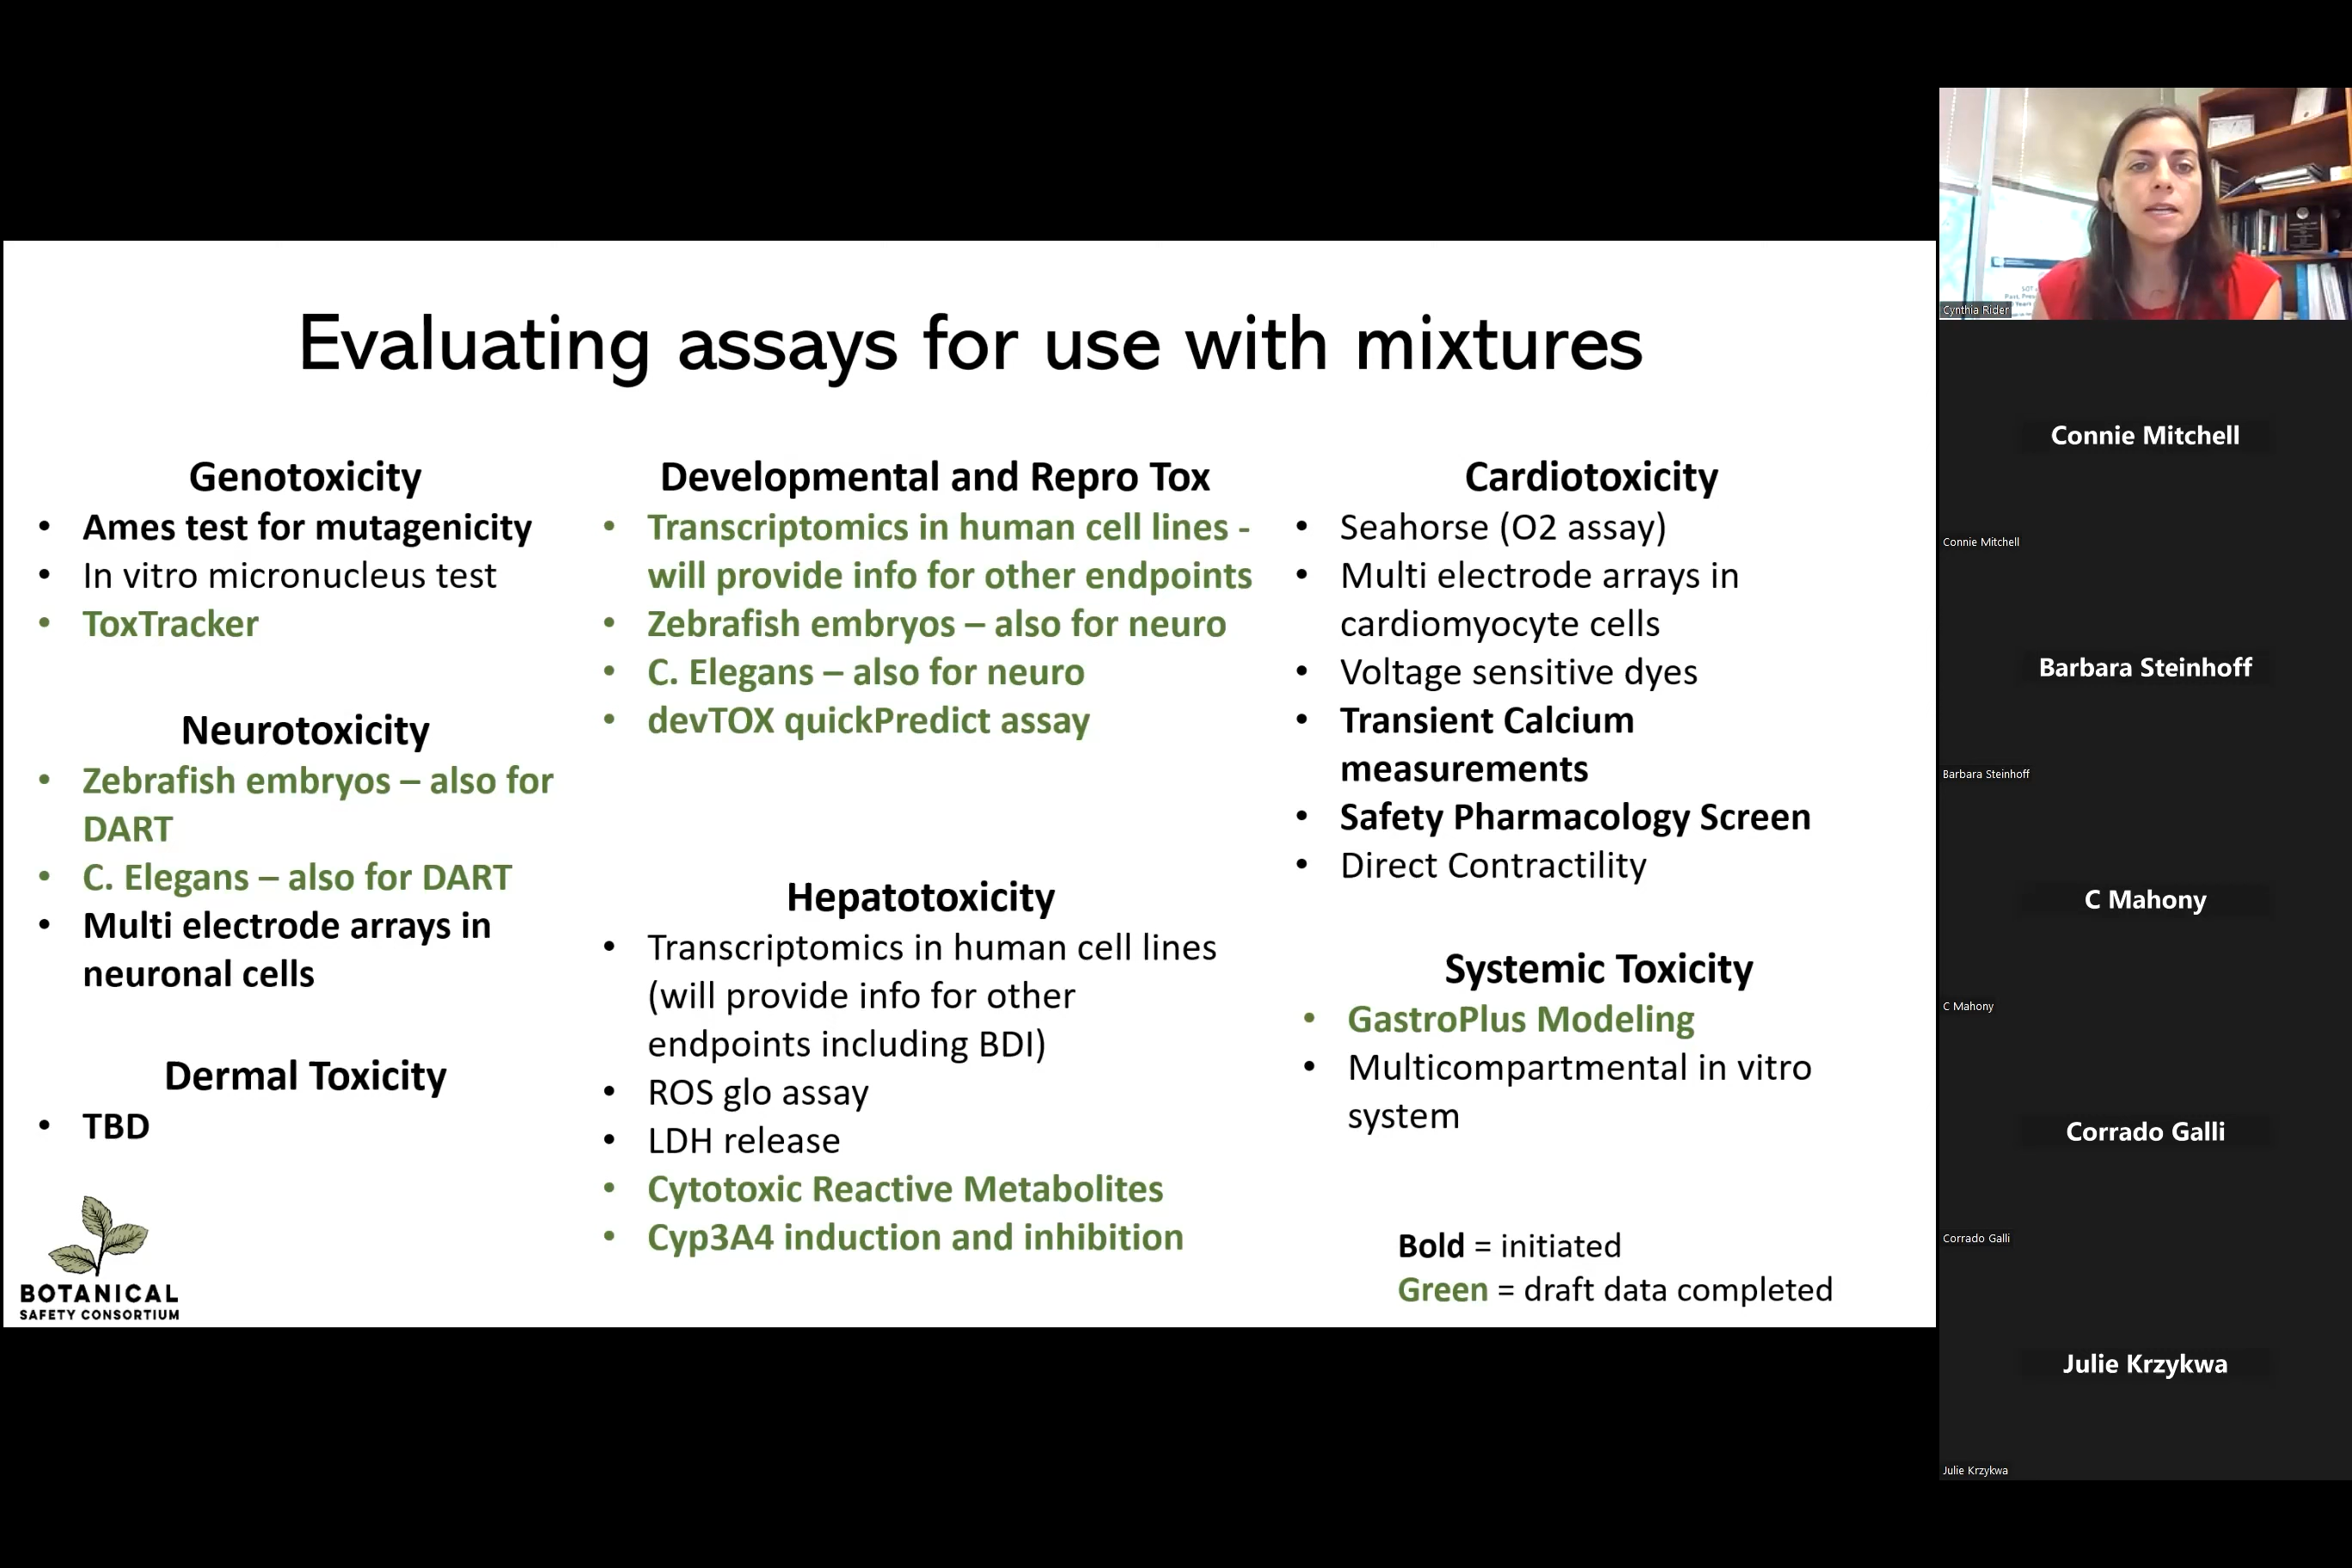 Evaluating assays for use with mixtures
Genotoxicity
• Ames test for mutagenicity
• In vitro micronucleus test
• ToxTracker
Neurotoxicity
• Zebrafish embryos – also for
DART
• C. Elegans – also for DART
• Multi electrode arrays in
neuronal cells
Dermal Toxicity
• TBD
BOTANICAL
SAFETY CONSORTIUM
Developmental and Repro Tox
• Transcriptomics in human cell lines -
will provide info for other endpoints
• Zebrafish embryos – also for neuro
• C. Elegans – also for neuro
• devTOX quickPredict assay
Hepatotoxicity
• Transcriptomics in human cell lines
(will provide info for other
endpoints including BDI)
• ROS glo assay
• LDH release
• Cytotoxic Reactive Metabolites
• Cyp3A4 induction and inhibition
Cardiotoxicity
• Seahorse (O2 assay)
• Multi electrode arrays in
cardiomyocyte cells
• Voltage sensitive dyes
• Transient Calcium
measurements
• Safety Pharmacology Screen
• Direct Contractility
Systemic Toxicity
• GastroPlus Modeling
• Multicompartmental in vitro
system
Bold = initiated
Green = draft data completed
Cynthia Rider
Connie Mitchell
Connie Mitchell
Barbara Steinhoff
Barbara Steinhoff
C Mahony
C Mahony
Corrado Galli
Corrado Galli
Julie Krzykwa
Julie Krzykwa